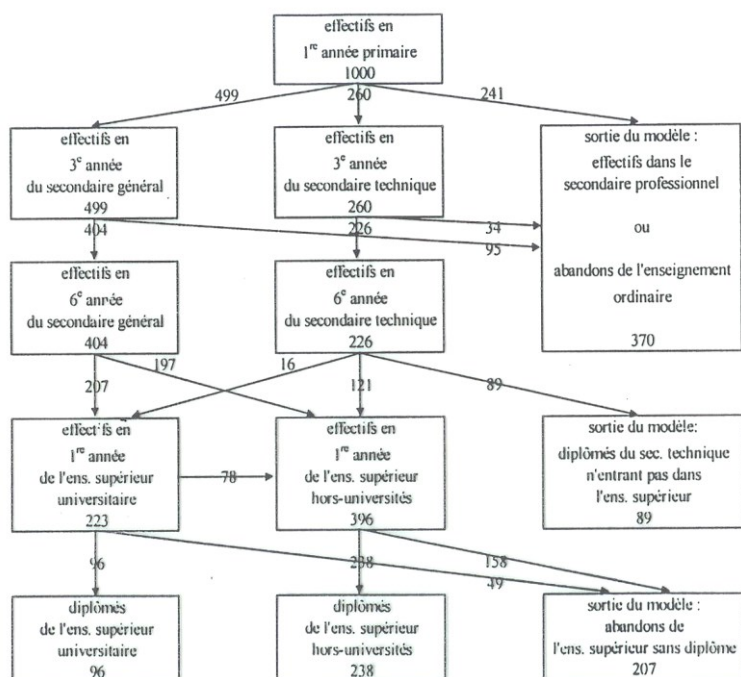 effectifs en
1re année primaire
1000
499
260
241
effectifs en
3e année
du secondaire général
499
effectifs en
3e année
du secondaire technique
260
sortie du modèle :
effectifs dans le
secondaire professionnel
ou
abandons de l'enseignement
ordinaire
370
404
226
34
95
effectifs en
6e année
du secondaire général
404
effectifs en
6e année
du secondaire technique
226
207
197
16
121
89
effectifs en
1re année
de l'ens. supérieur
universitaire
223
78
effectifs en
1re année
de l'ens. supérieur
hors-universités
396
sortie du modèle:
diplômés du sec. technique
n'entrant pas dans
l'ens. supérieur
89
96
238
158
49
diplômés
de l'ens. supérieur
universitaire
96
diplômés
de l'ens. supérieur
hors-universités
238
sortie du modèle :
abandons de
l'ens. supérieur sans diplôme
207